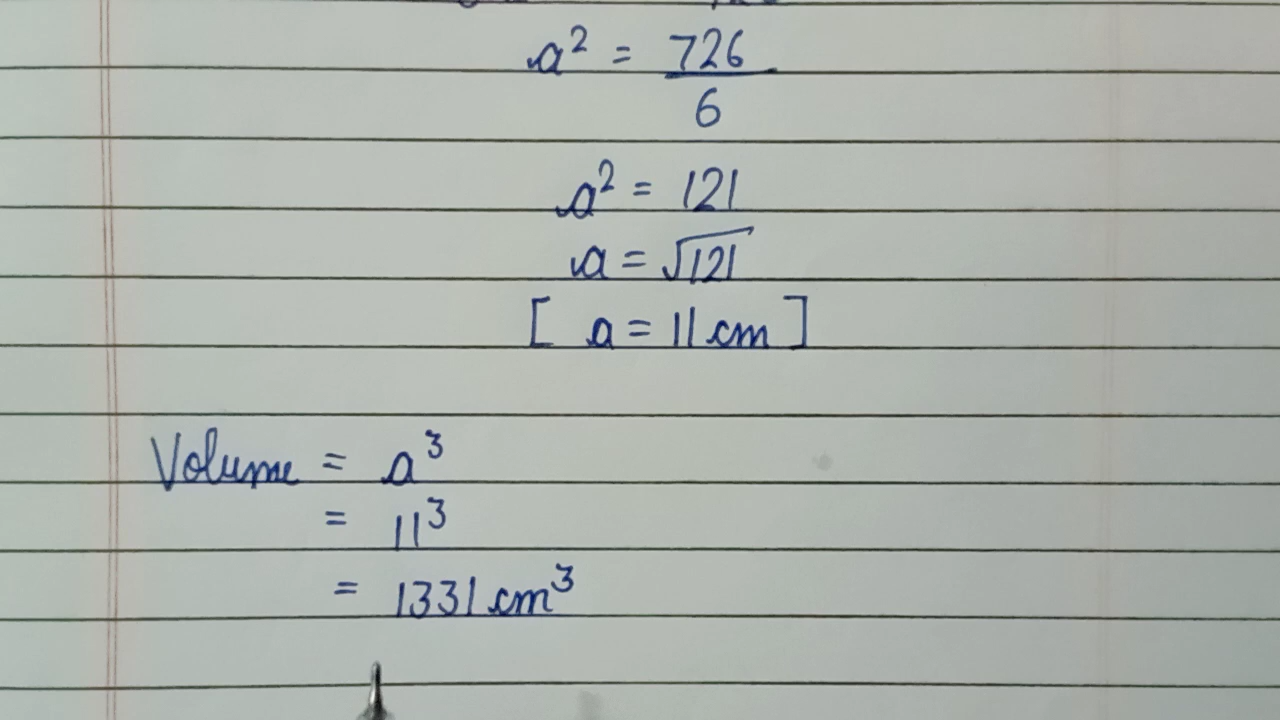 a² = 726/6
a² = 121
a = √121
[ a = 11 cm ]
Volume = a³
= 11³
= 1331 cm³